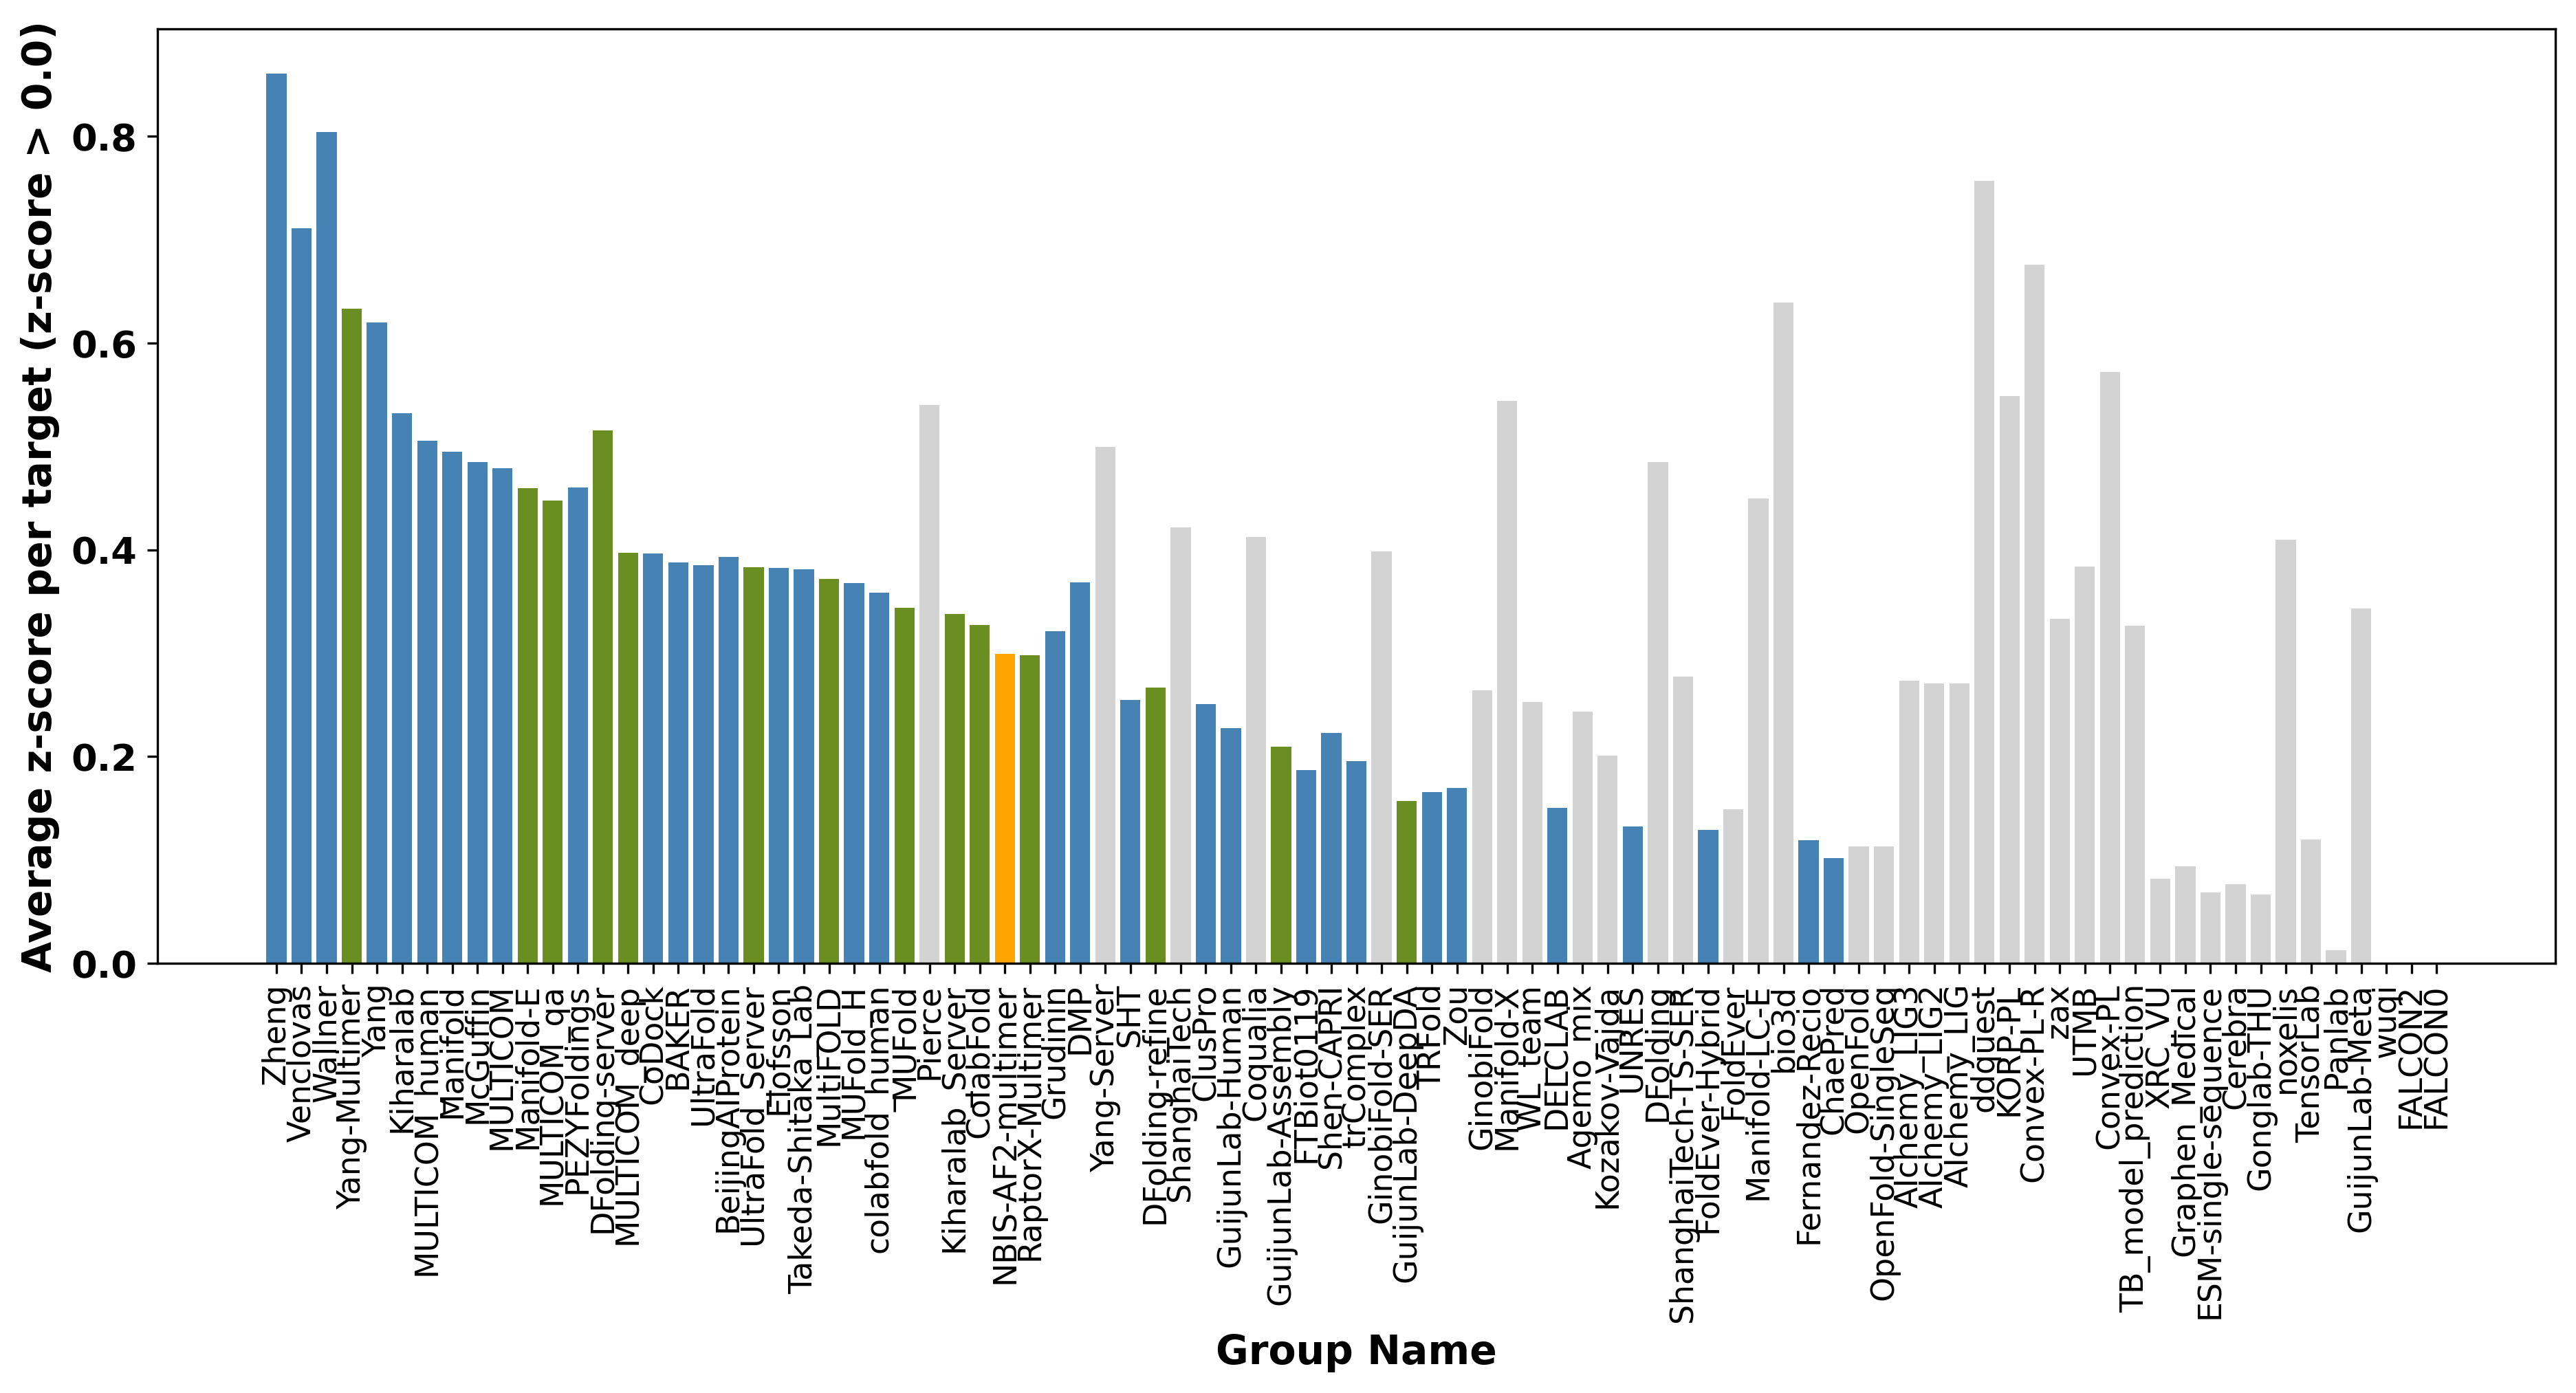 Average z-score per target (z-score > 0.0)
0.8
0.6
0.4
0.2
0.0
Zheng
Venclovas
Wallner
Yang-Multimer
Yang
Kiharalab
MULTICOM_human
Manifold
McGuffin
MULTICOM
Manifold-E
MULTICOM_qa
PEZYFoldings
DFolding-server
MULTICOM_deep
CoDock
BAKER
UltraFold
BeijingAIProtein
UltraFold_Server
Elofsson
Takeda-Shitaka_Lab
MultiFOLD
MUFold_H
colabfold_human
MUFold
Pierce
Kiharalab_Server
ColabFold
NBIS-AF2-multimer
RaptorX-Multimer
Grudinin
DMP
Yang-Server
SHT
DFolding-refine
ShanghaiTech
ClusPro
GuijunLab-Human
Coqualia
GuijunLab-Assembly
FTBiot0119
Shen-CAPRI
trComplex
GinobiFold-SER
GuijunLab-DeepDA
TRFold
Zou
GinobiFold
Manifold-X
WL_team
DELCLAB
Agemo_mix
Kozakov-Vajda
UNRES
DFolding
ShanghaiTech-TS-SER
FoldEver-Hybrid
FoldEver
Manifold-LC-E
bio3d
Fernandez-Recio
ChaePred
OpenFold
OpenFold-SingleSeq
Alchemy_LIG3
Alchemy_LIG2
Alchemy_LIG
ddquest
KORP-PL
Convex-PL-R
zax
UTMB
Convex-PL
TB_model_prediction
XRC_VU
Graphen_Medical
ESM-single-sequence
Cerebra
Gonglab-THU
noxelis
TensorLab
Panlab
GuijunLab-Meta
wuqi
FALCON2
FALCON0
Group Name